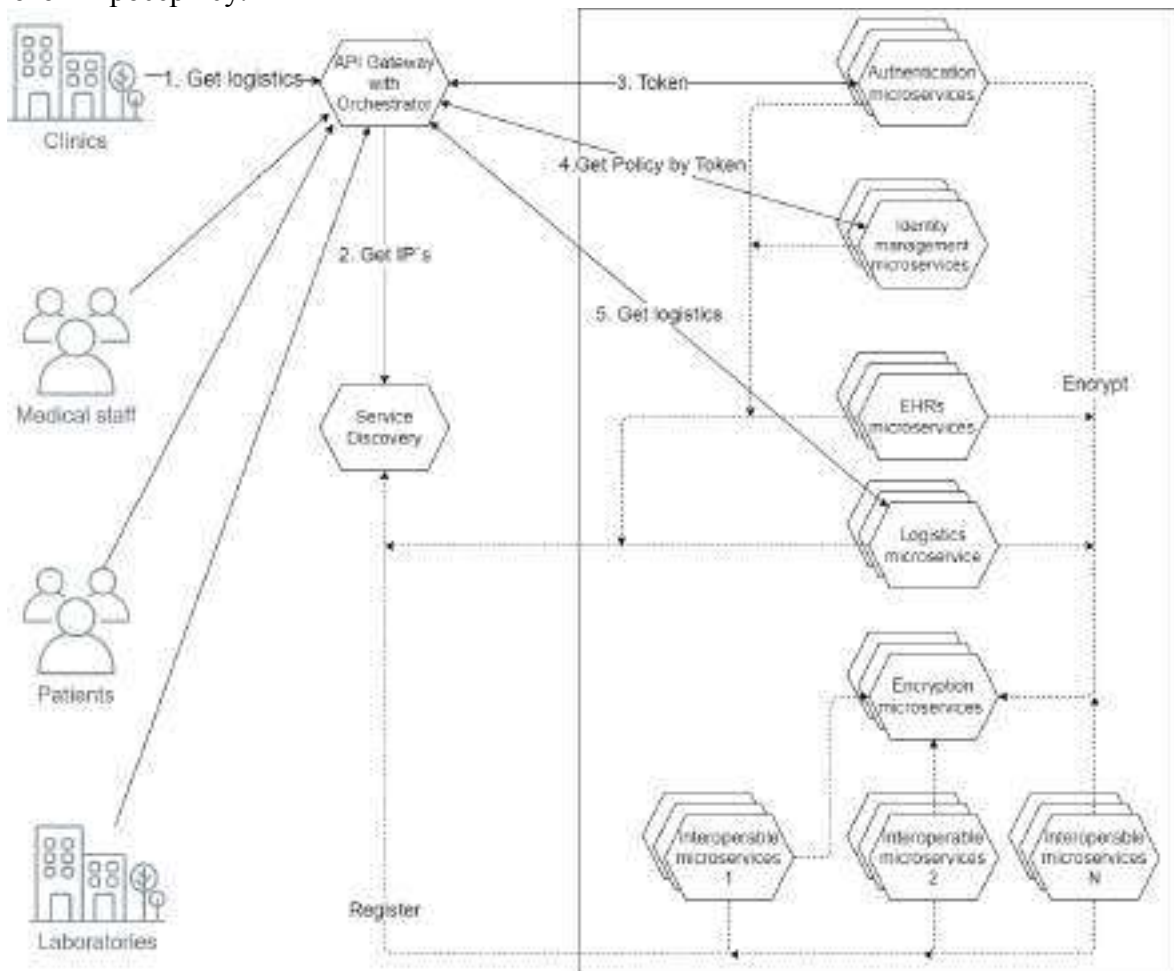 1. Get logistics
API Gateway
with
Orchestrator
3. Token
Authentication
microservices
Clinics
4.Get Policy by Token
Identity
management
microservices
2. Get IP´s
5. Get logistics
Medical staff
Service
Discovery
EHR's
microservices
Encrypt
Logistics
microservice
Patients
Encryption
microservices
Interoperable
microservices
1
Interoperable
microservices
2
Interoperable
microservices
N
Register
Laboratories